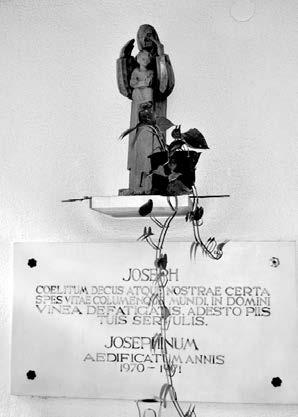 JOSEPH
COELITUM DECUS ATQUE NOSTRAE CERTA
SPES VITAE COLUMENQUE MUNDI, IN DOMINI
VINEA DEFATIGATIS, ADESTO PIIS
TUIS SERVULIS.
JOSEPHINUM
AEDIFICATUM ANNIS
1970 - 1971